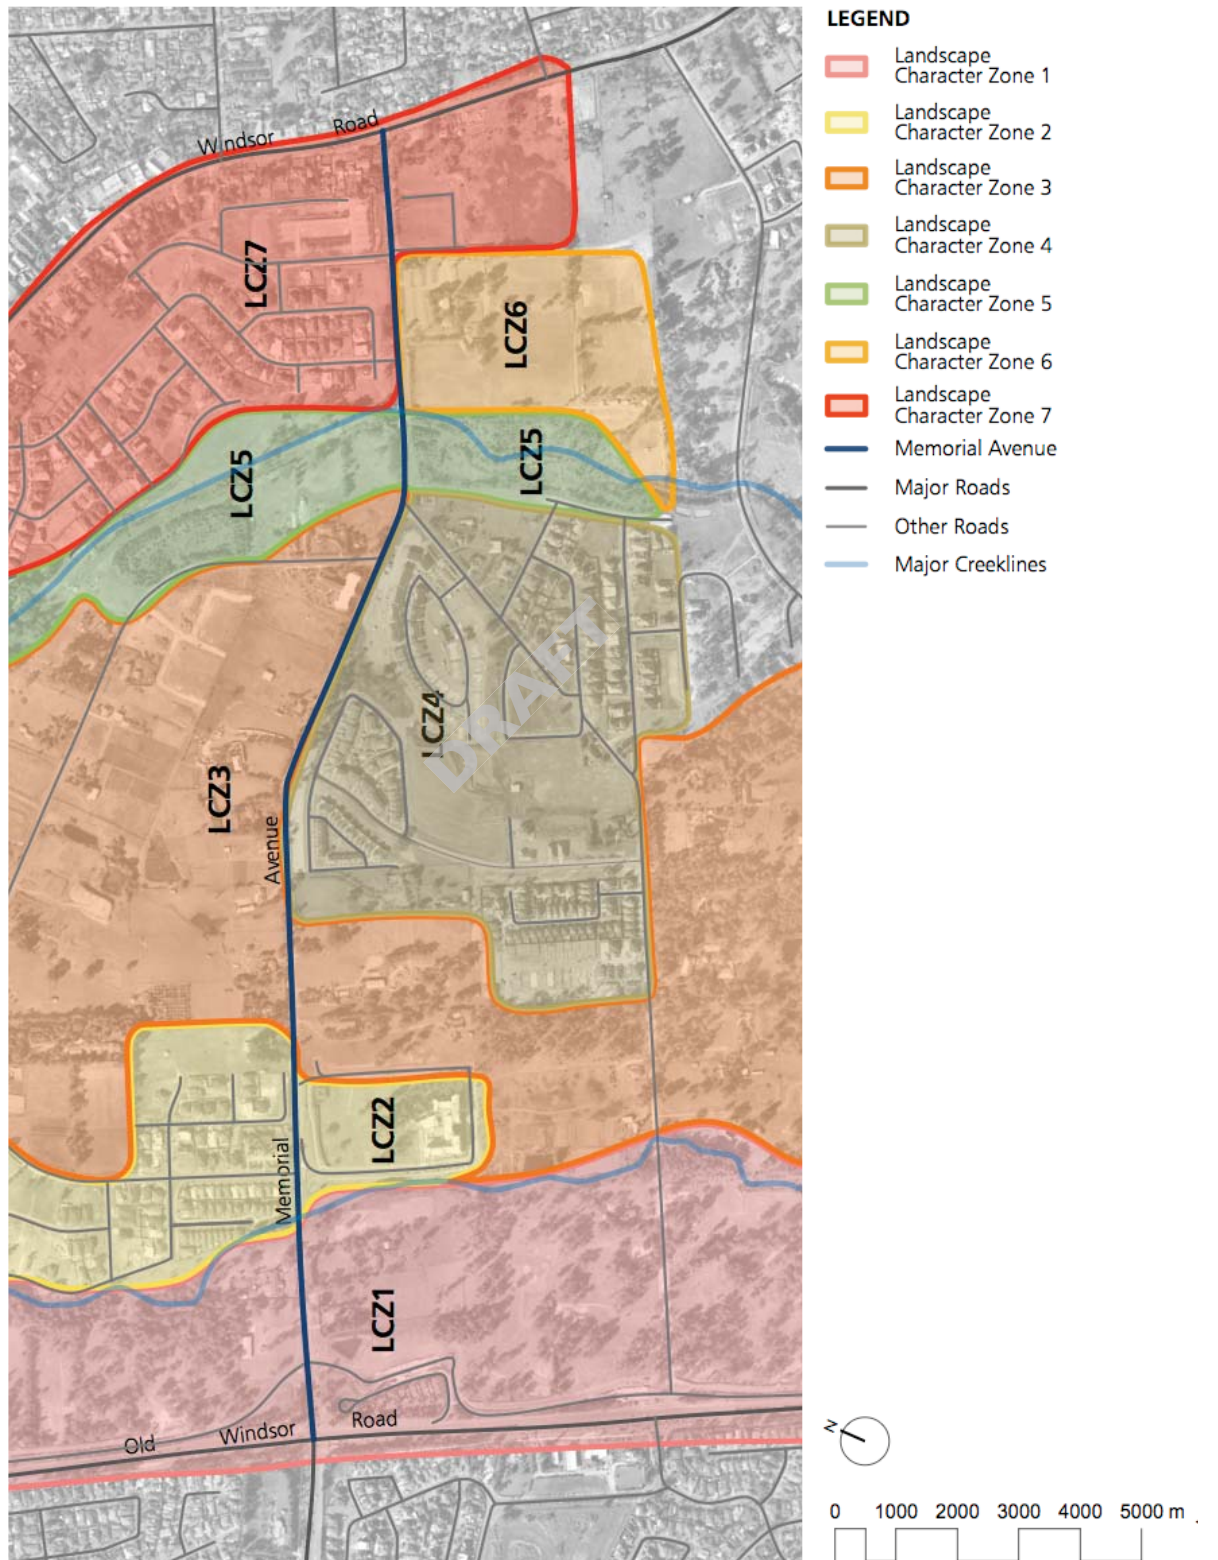 LEGEND
Landscape
Character Zone 1
Landscape
Character Zone 2
Landscape
Character Zone 3
Landscape
Character Zone 4
Landscape
Character Zone 5
Landscape
Character Zone 6
Landscape
Character Zone 7
Memorial Avenue
Major Roads
Other Roads
Major Creeklines
Windsor Road
LCZ7
LCZ6
LCZ5
LCZ5
LCZ4
DRAFT
LCZ3
Avenue
LCZ2
Memorial
LCZ1
Old Windsor Road
N
0 1000 2000 3000 4000 5000 m